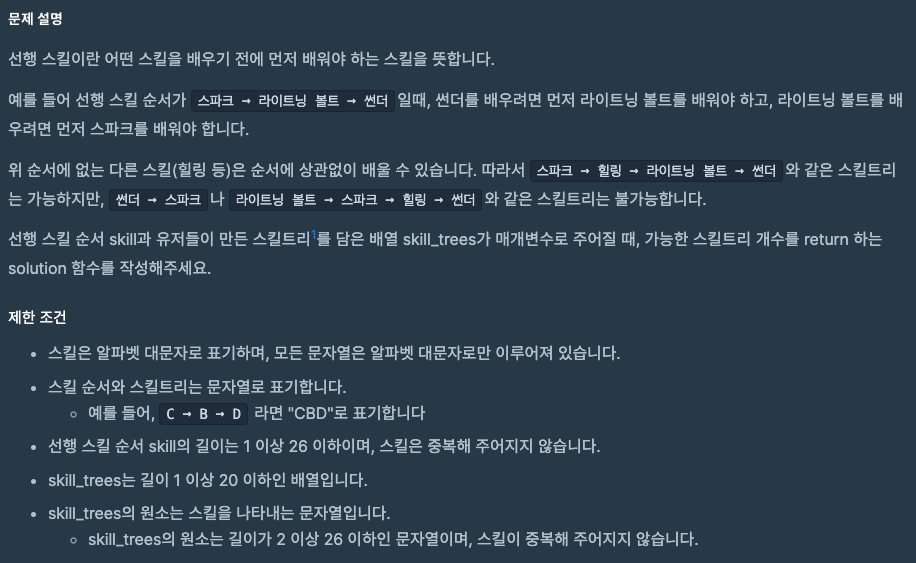 문제 설명
선행 스킬이란 어떤 스킬을 배우기 전에 먼저 배워야 하는 스킬을 뜻합니다.
예를 들어 선행 스킬 순서가 스파크 → 라이트닝 볼트 → 썬더 일때, 썬더를 배우려면 먼저 라이트닝 볼트를 배워야 하고, 라이트닝 볼트를 배
우려면 먼저 스파크를 배워야 합니다.
위 순서에 없는 다른 스킬(힐링 등)은 순서에 상관없이 배울 수 있습니다. 따라서 스파크 → 힐링 → 라이트닝 볼트 → 썬더 와 같은 스킬트리
는 가능하지만, 썬더 → 스파크 나 라이트닝 볼트 → 스파크 → 힐링 → 썬더 와 같은 스킬트리는 불가능합니다.
선행 스킬 순서 skill과 유저들이 만든 스킬트리1를 담은 배열 skill_trees가 매개변수로 주어질 때, 가능한 스킬트리 개수를 return 하는
solution 함수를 작성해주세요.
제한 조건
• 스킬은 알파벳 대문자로 표기하며, 모든 문자열은 알파벳 대문자로만 이루어져 있습니다.
• 스킬 순서와 스킬트리는 문자열로 표기합니다.
◦ 예를 들어, C → B → D 라면 "CBD"로 표기합니다
• 선행 스킬 순서 skill의 길이는 1 이상 26 이하이며, 스킬은 중복해 주어지지 않습니다.
• skill_trees는 길이 1 이상 20 이하인 배열입니다.
• skill_trees의 원소는 스킬을 나타내는 문자열입니다.
◦ skill_trees의 원소는 길이가 2 이상 26 이하인 문자열이며, 스킬이 중복해 주어지지 않습니다.